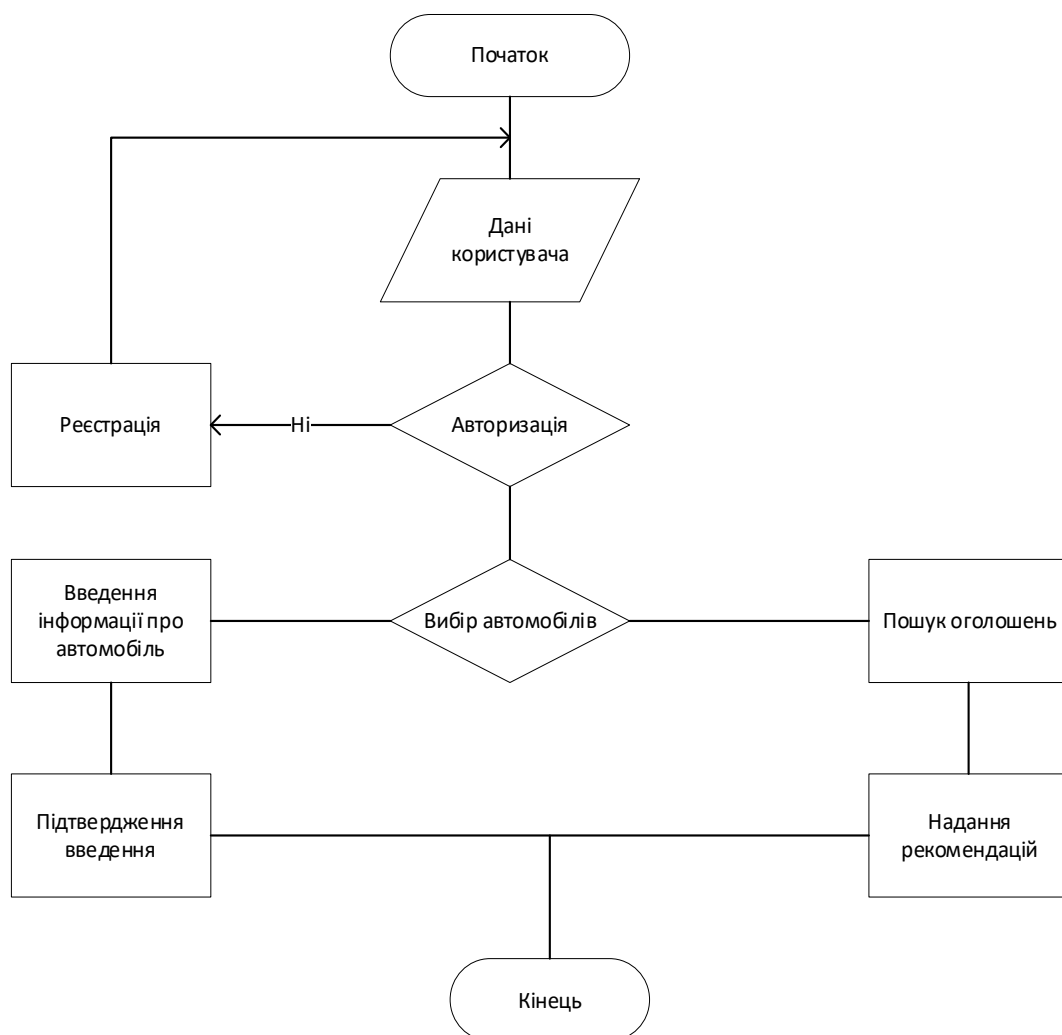 Початок
Дані
користувача
Реєстрація
Ні
Авторизація
Введення
інформації про
автомобіль
Вибір автомобілів
Пошук оголошень
Підтвердження
введення
Надання
рекомендацій
Кінець